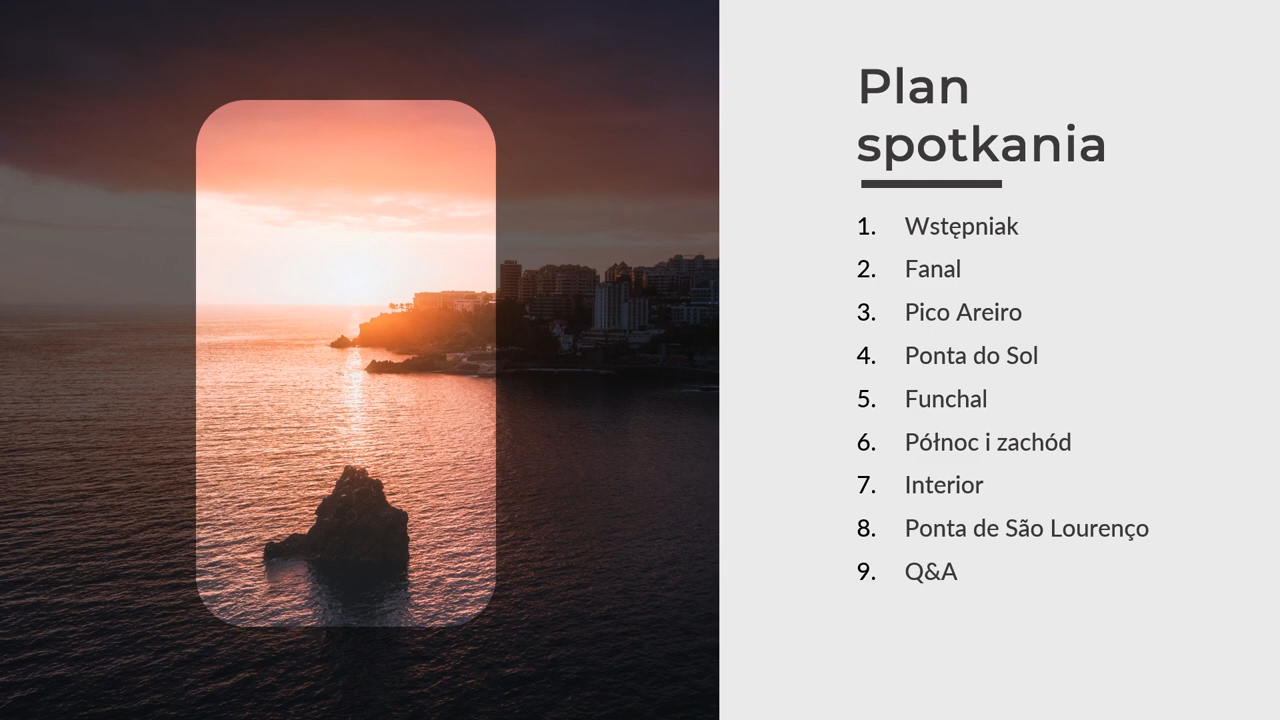 Plan
spotkania
1. Wstępniak
2. Fanal
3. Pico Areiro
4. Ponta do Sol
5. Funchal
6. Północ i zachód
7. Interior
8. Ponta de São Lourenço
9. Q&A